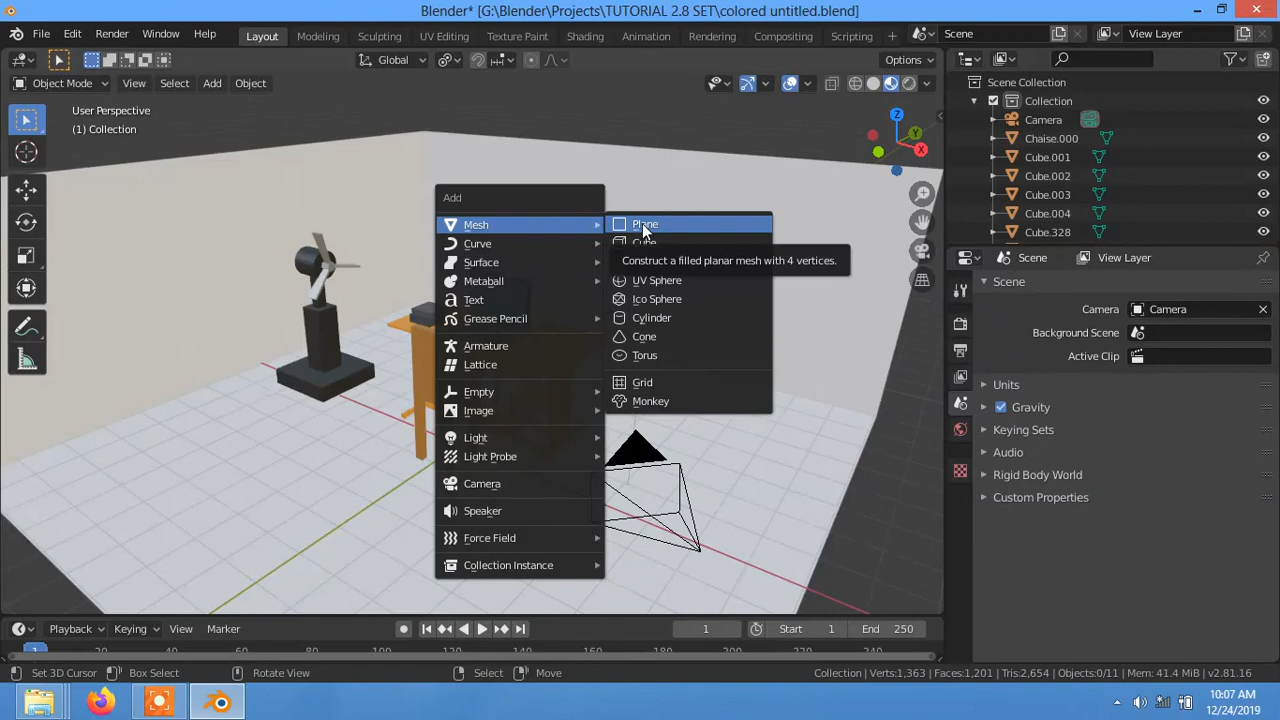 Blender* [G:\Blender\Projects\TUTORIAL 2.8 SET\colored untitled.blend]
File Edit Render Window Help Layout Modeling Sculpting UV Editing Texture Paint Shading Animation Rendering Compositing Scripting + Scene View Layer
Global Options
Object Mode View Select Add Object
User Perspective
(1) Collection
Z
Y
X
Scene Collection
Collection
Camera
Chaise.000
Cube.001
Cube.002
Cube.003
Cube.004
Cube.328
Add
Mesh
Curve
Surface
Metaball
Text
Grease Pencil
Armature
Lattice
Empty
Image
Light
Light Probe
Camera
Speaker
Force Field
Collection Instance
Plane
Cube
Construct a filled planar mesh with 4 vertices.
UV Sphere
Ico Sphere
Cylinder
Cone
Torus
Grid
Monkey
Scene View Layer
Scene
Camera Camera
Background Scene
Active Clip
Units
Gravity
Keying Sets
Audio
Rigid Body World
Custom Properties
Playback Keying View Marker 1 Start 1 End 250
1 20
Set 3D Cursor Box Select Rotate View Select Move Collection | Verts:1,363 | Faces:1,201 | Tris:2,654 | Objects:0/11 | Mem: 41.4 MiB | v2.81.16
10:07 AM
12/24/2019